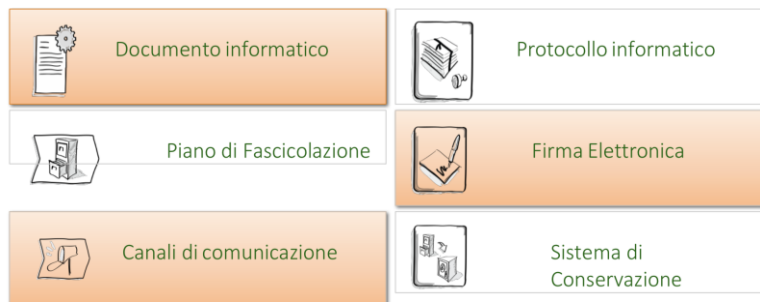 Documento informatico
Protocollo informatico
Piano di Fascicolazione
Firma Elettronica
Canali di comunicazione
Sistema di
Conservazione